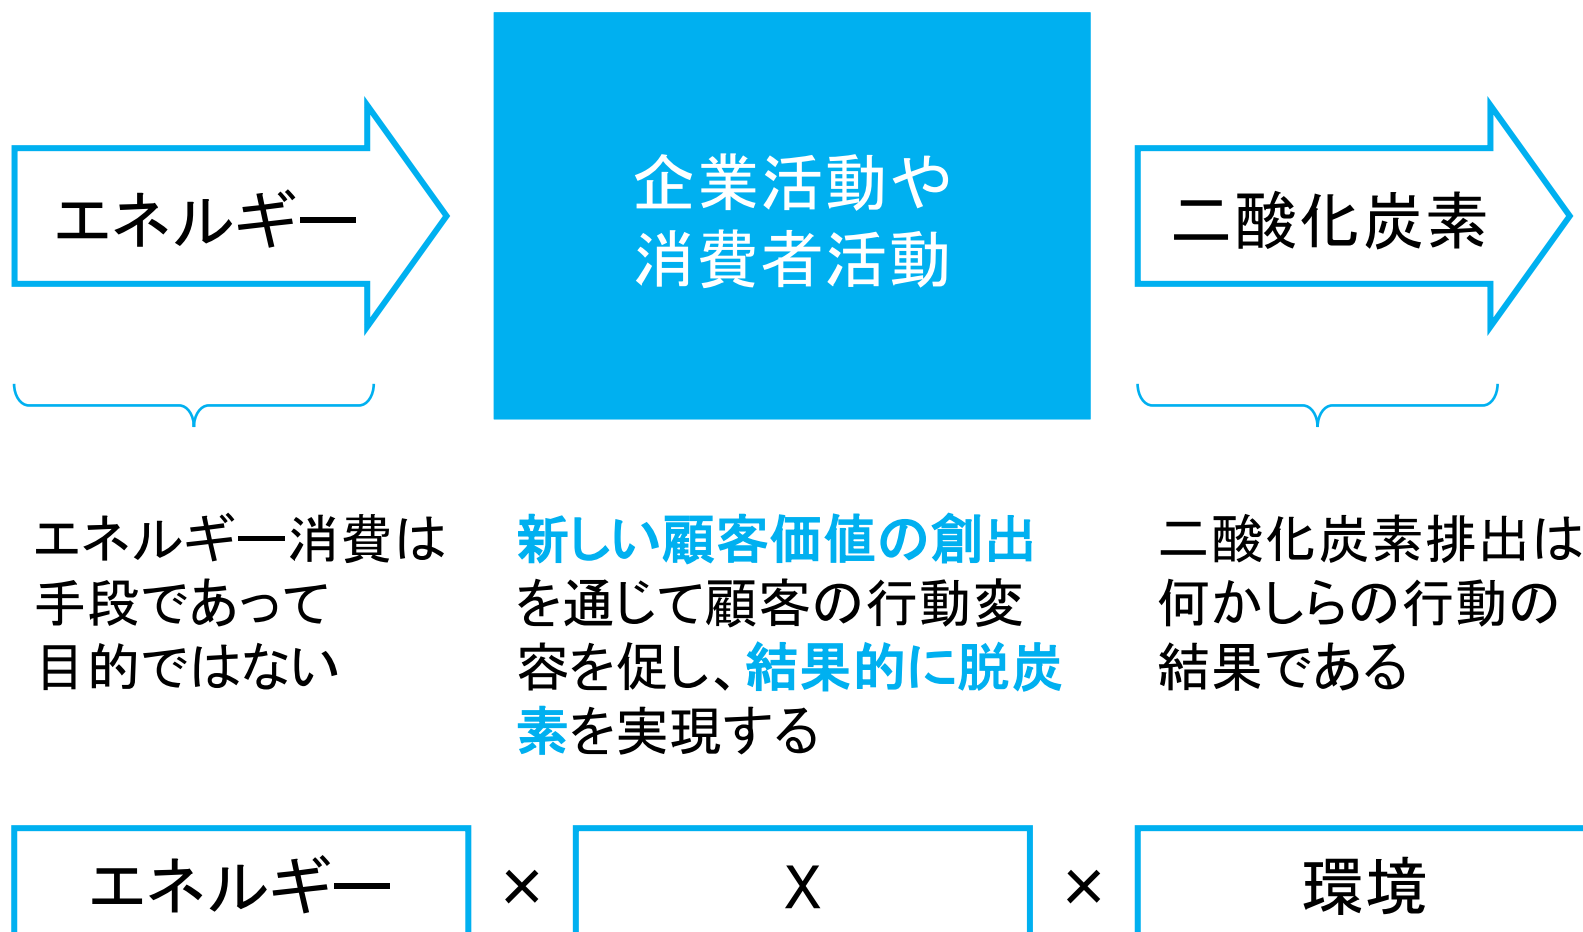 エネルギー
企業活動や
消費者活動
二酸化炭素
エネルギー消費は
手段であって
目的ではない
新しい顧客価値の創出
を通じて顧客の行動変
容を促し、結果的に脱炭
素を実現する
二酸化炭素排出は
何かしらの行動の
結果である
エネルギー × X × 環境